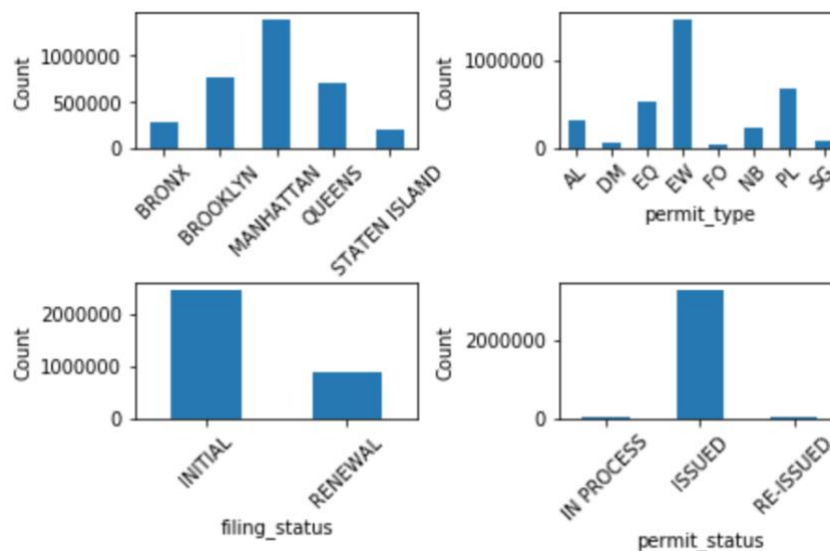 Count
1000000
500000
0
BRONX
BROOKLYN
MANHATTAN
QUEENS
STATEN ISLAND
Count
1000000
0
AL
DM
EQ
EW
FO
NB
PL
SG
permit_type
Count
2000000
1000000
0
INITIAL
RENEWAL
filing_status
Count
2000000
0
IN PROCESS
ISSUED
RE-ISSUED
permit_status